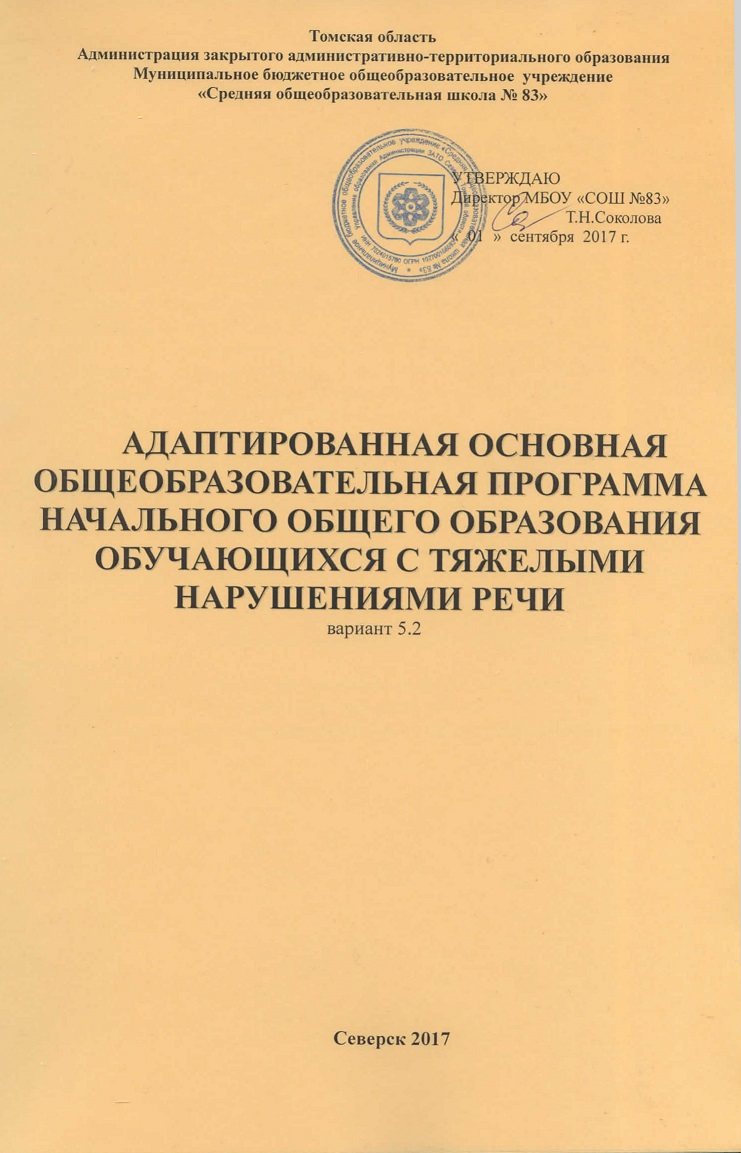 Томская область
Администрация закрытого административно-территориального образования
Муниципальное бюджетное общеобразовательное учреждение
«Средняя общеобразовательная школа № 83»
УТВЕРЖДАЮ
Директор МБОУ «СОШ №83»
Т.Н.Соколова
« 01 » сентября 2017 г.
АДАПТИРОВАННАЯ ОСНОВНАЯ
ОБЩЕОБРАЗОВАТЕЛЬНАЯ ПРОГРАММА
НАЧАЛЬНОГО ОБЩЕГО ОБРАЗОВАНИЯ
ОБУЧАЮЩИХСЯ С ТЯЖЕЛЫМИ
НАРУШЕНИЯМИ РЕЧИ
вариант 5.2
Северск 2017